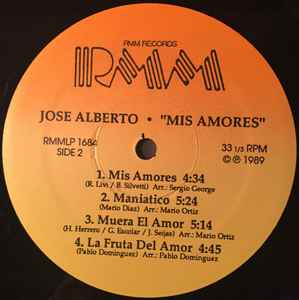 RMM RECORDS
RMM
JOSE ALBERTO • "MIS AMORES"
RMMLP 1684
SIDE 2
33 1/3 RPM
© ℗ 1989
1. Mis Amores 4:34
(R. Livi / B. Silvetti) Arr.: Sergio George
2. Maniatico 5:24
(Mario Diaz) Arr.: Mario Ortiz
3. Muera El Amor 5:14
(H. Herrero / G. Escolar / J. Seijas) Arr.: Mario Ortiz
4. La Fruta Del Amor 4:45
(Pablo Dominguez) Arr.: Pablo Dominguez